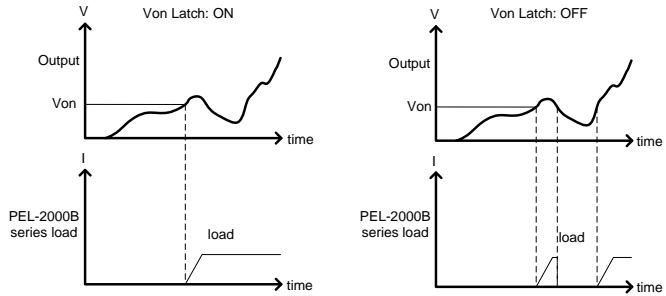 V
Von Latch: ON
Output
Von
time
I
PEL-2000B
series load
load
time
V
Von Latch: OFF
Output
Von
time
I
PEL-2000B
series load
load
time